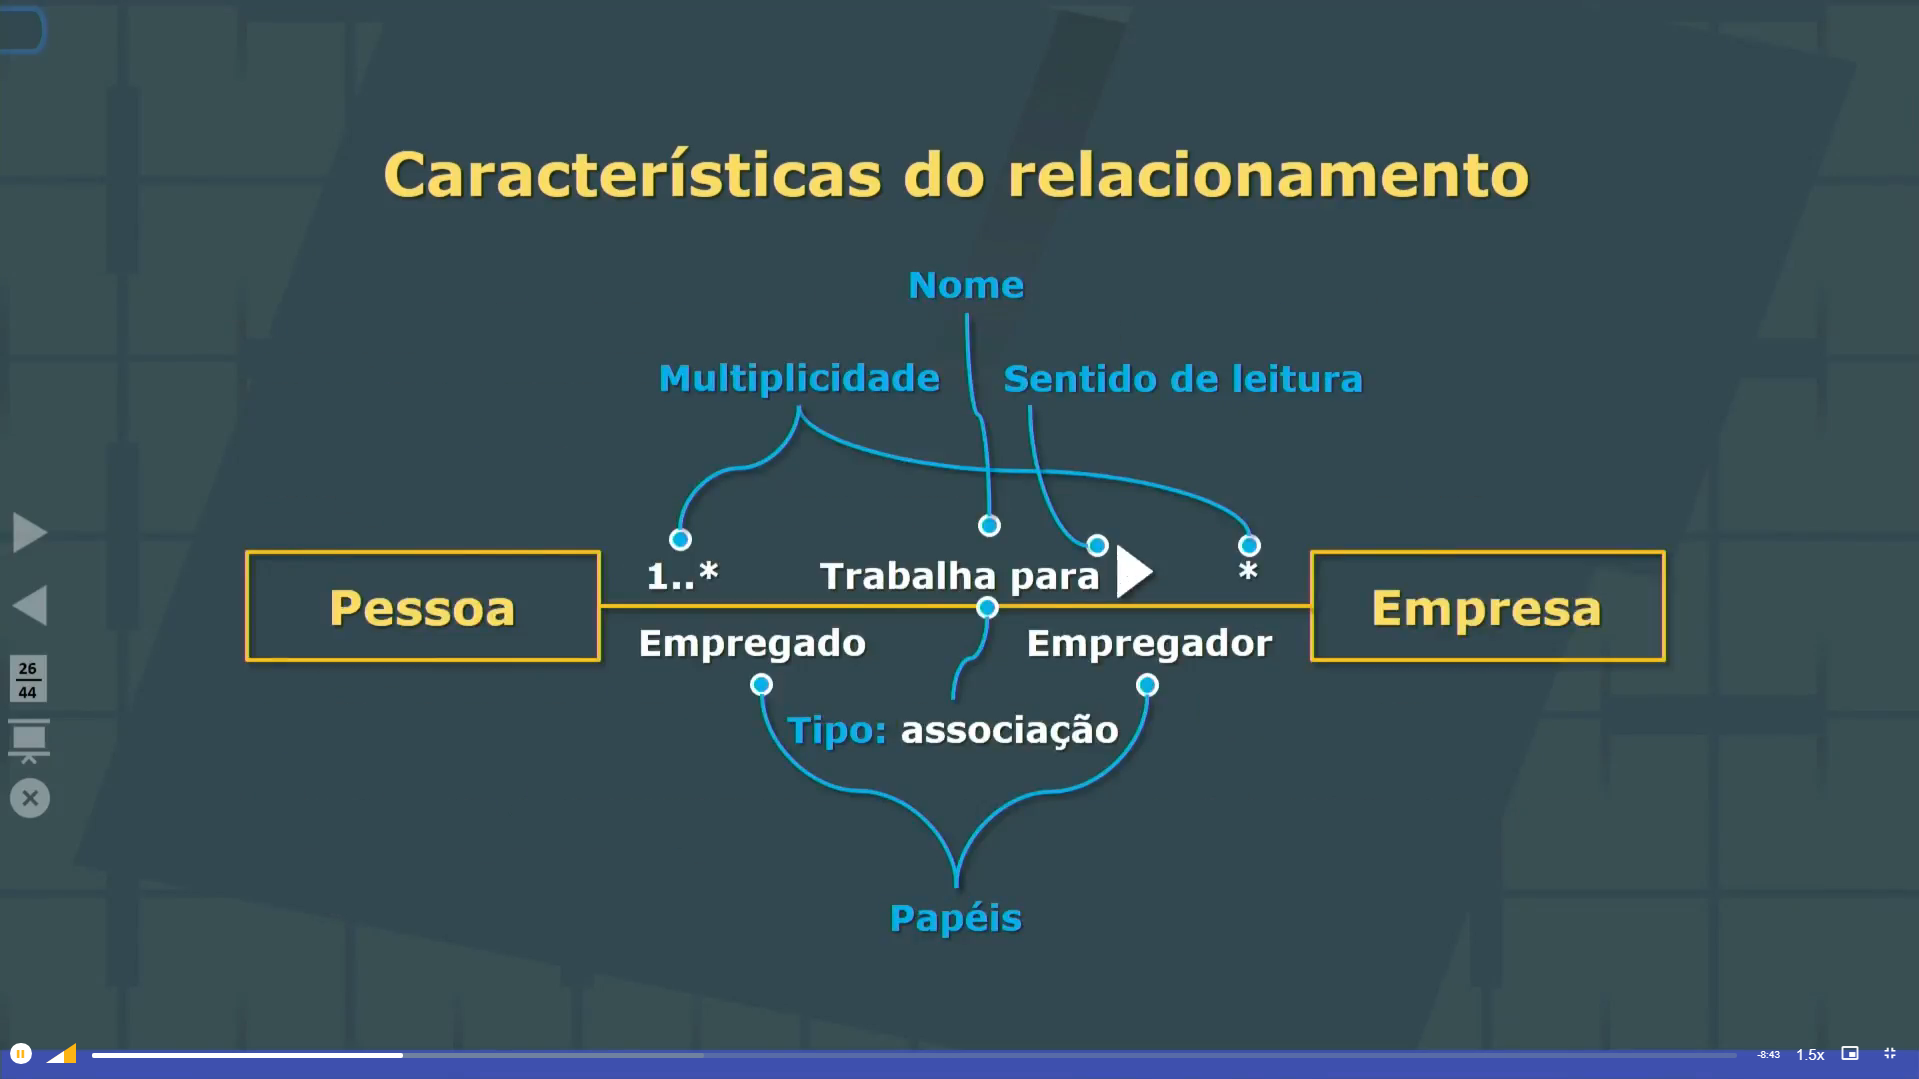 Características do relacionamento
Nome
Multiplicidade Sentido de leitura
1..* Trabalha para *
Pessoa Empresa
Empregado Empregador
26
44
Tipo: associação
Papéis
-8:43 1.5x